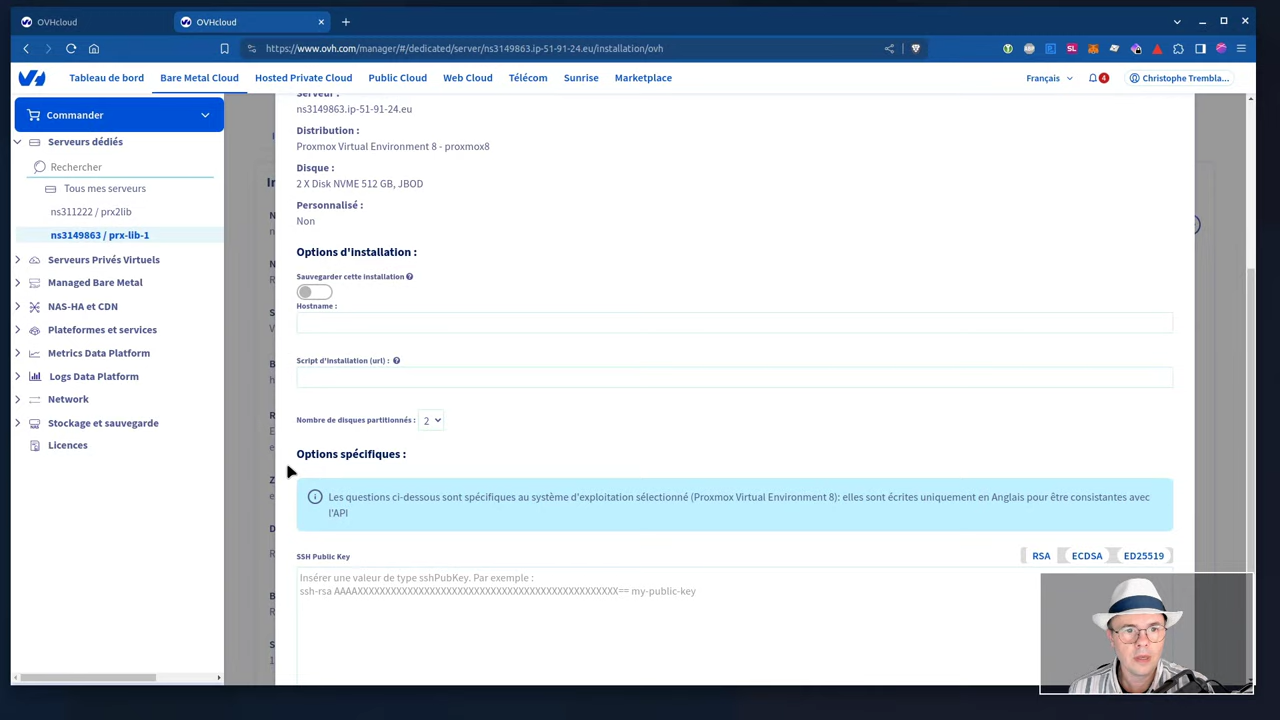 OVHcloud
OVHcloud
https://www.ovh.com/manager/#/dedicated/server/ns3149863.ip-51-91-24.eu/installation/ovh
Tableau de bord
Bare Metal Cloud
Hosted Private Cloud
Public Cloud
Web Cloud
Télécom
Sunrise
Marketplace
Français
4
Christophe Trembla...
Commander
Serveurs dédiés
Rechercher
Tous mes serveurs
ns311222 / prx2lib
ns3149863 / prx-lib-1
Serveurs Privés Virtuels
Managed Bare Metal
NAS-HA et CDN
Plateformes et services
Metrics Data Platform
Logs Data Platform
Network
Stockage et sauvegarde
Licences
Serveur :
ns3149863.ip-51-91-24.eu
Distribution :
Proxmox Virtual Environment 8 - proxmox8
Disque :
2 X Disk NVME 512 GB, JBOD
Personnalisé :
Non
Options d'installation :
Sauvegarder cette installation
Hostname :
Script d'installation (url) :
Nombre de disques partitionnés : 2
Options spécifiques :
Les questions ci-dessous sont spécifiques au système d'exploitation sélectionné (Proxmox Virtual Environment 8): elles sont écrites uniquement en Anglais pour être consistantes avec
l'API
SSH Public Key
RSA
ECDSA
ED25519
Insérer une valeur de type sshPubKey. Par exemple :